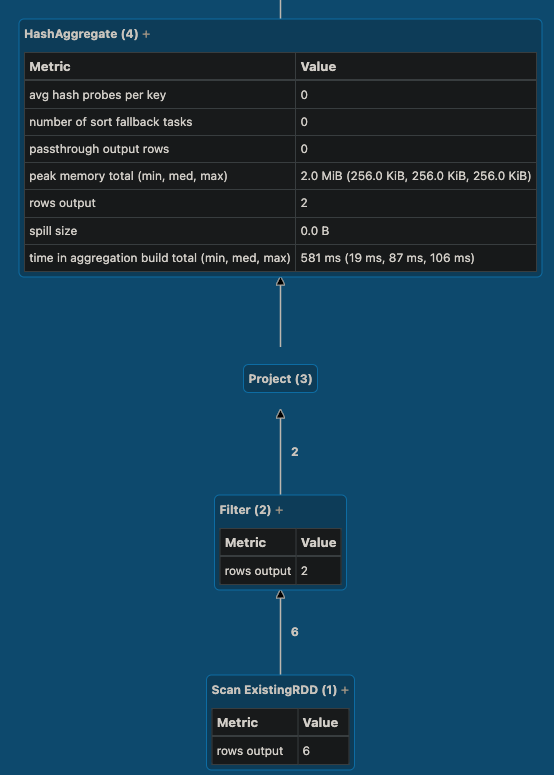 HashAggregate (4) +
Metric Value
avg hash probes per key 0
number of sort fallback tasks 0
passthrough output rows 0
peak memory total (min, med, max) 2.0 MiB (256.0 KiB, 256.0 KiB, 256.0 KiB)
rows output 2
spill size 0.0 B
time in aggregation build total (min, med, max) 581 ms (19 ms, 87 ms, 106 ms)
Project (3)
2
Filter (2) +
Metric Value
rows output 2
6
Scan ExistingRDD (1) +
Metric Value
rows output 6